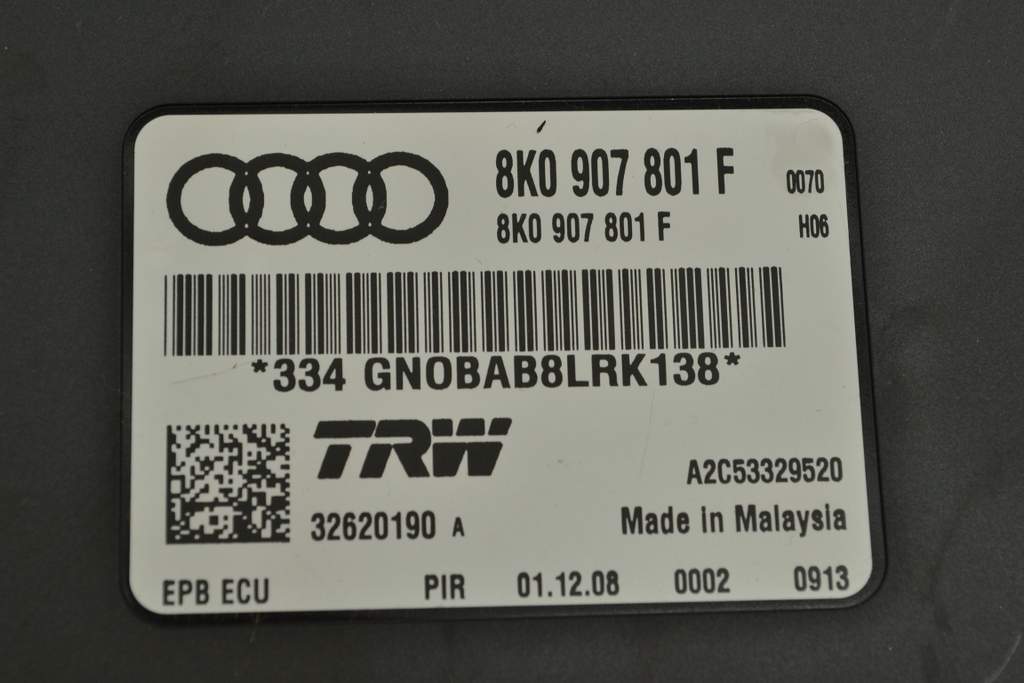 8K0 907 801 F 0070
8K0 907 801 F H06
*334 GNOBAB8LRK138*
TRW
A2C53329520
32620190 A Made in Malaysia
EPB ECU PIR 01.12.08 0002 0913